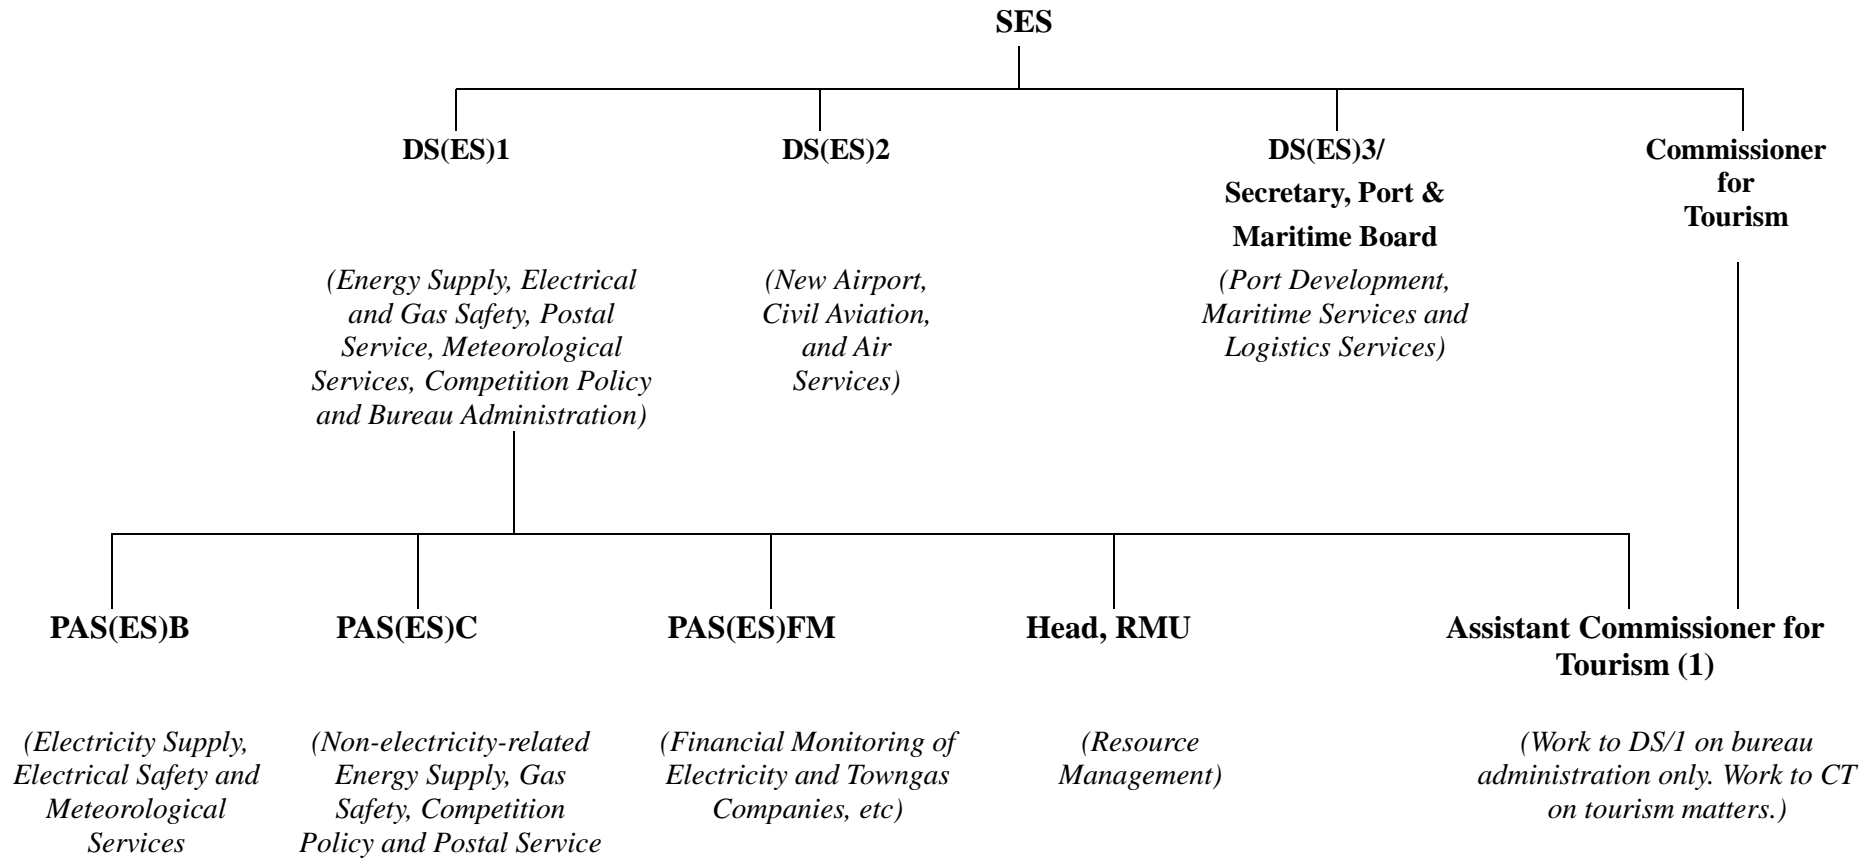 SES
DS(ES)1
DS(ES)2
DS(ES)3/
Secretary, Port &
Maritime Board
Commissioner
for
Tourism
(Energy Supply, Electrical
and Gas Safety, Postal
Service, Meteorological
Services, Competition Policy
and Bureau Administration)
(New Airport,
Civil Aviation,
and Air
Services)
(Port Development,
Maritime Services and
Logistics Services)
PAS(ES)B
PAS(ES)C
PAS(ES)FM
Head, RMU
Assistant Commissioner for
Tourism (1)
(Electricity Supply,
Electrical Safety and
Meteorological
Services
(Non-electricity-related
Energy Supply, Gas
Safety, Competition
Policy and Postal Service
(Financial Monitoring of
Electricity and Towngas
Companies, etc)
(Resource
Management)
(Work to DS/1 on bureau
administration only. Work to CT
on tourism matters.)